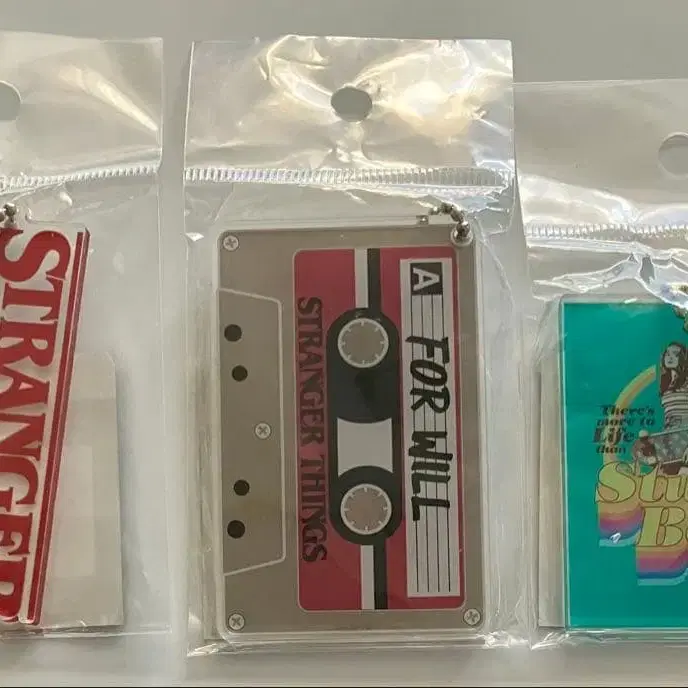 STRANGER
A
FOR WILL
STRANGER THINGS
There's
more to
Life
than